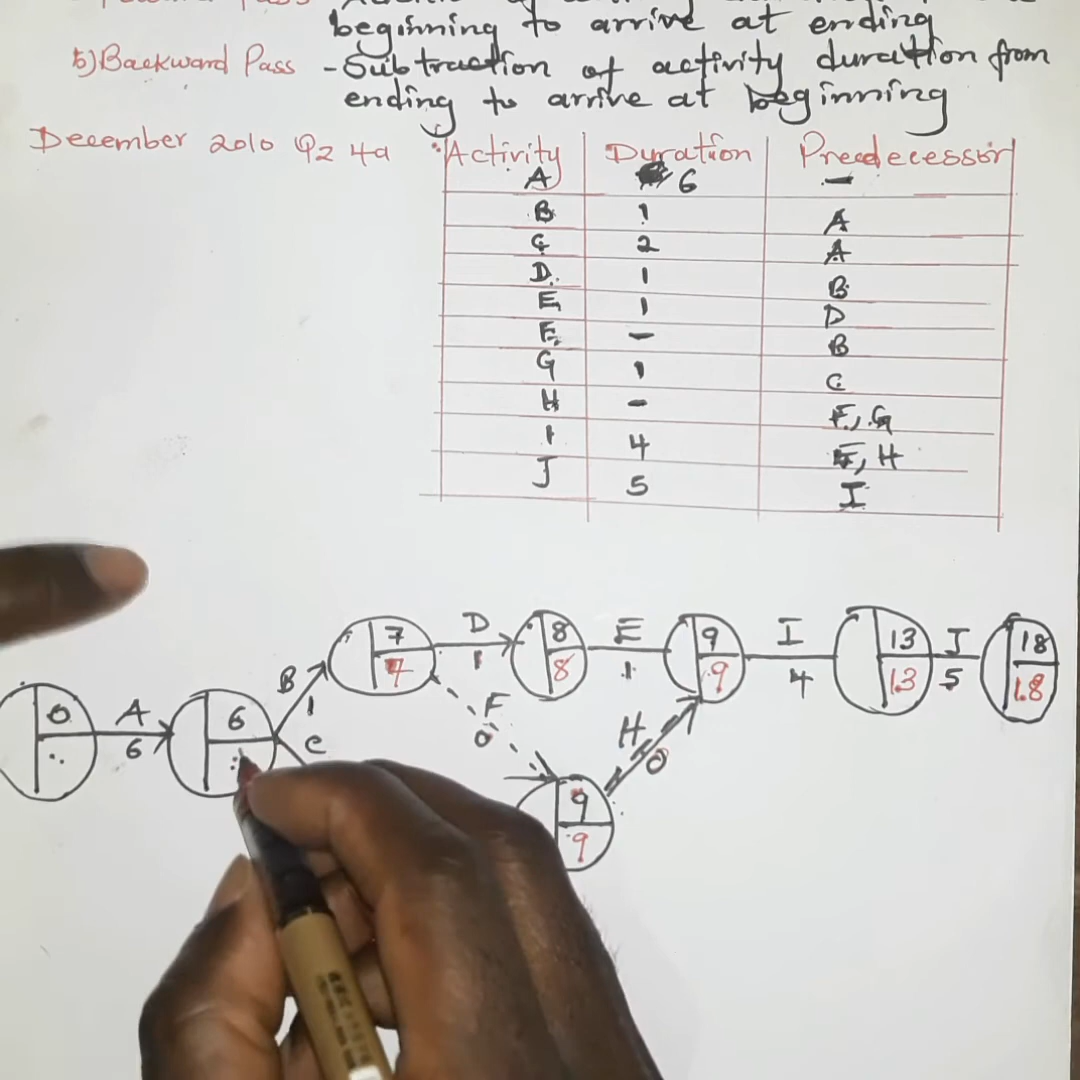 beginning to arrive at ending
b) Backward Pass - Subtraction of activity duration from
ending to arrive at beginning
December 2010 Q2 4a
Activity Duration Predecessor
A 6 -
B 1 A
C 2 A
D 1 B
E 1 D
F - B
G 1 C
H - F, G
I 4 E, H
J 5 I
0
A
6
6
B
1
C
7
7
D
1
8
8
E
1
9
9
I
4
13
13
J
5
18
18
F
0
H
0
9
9